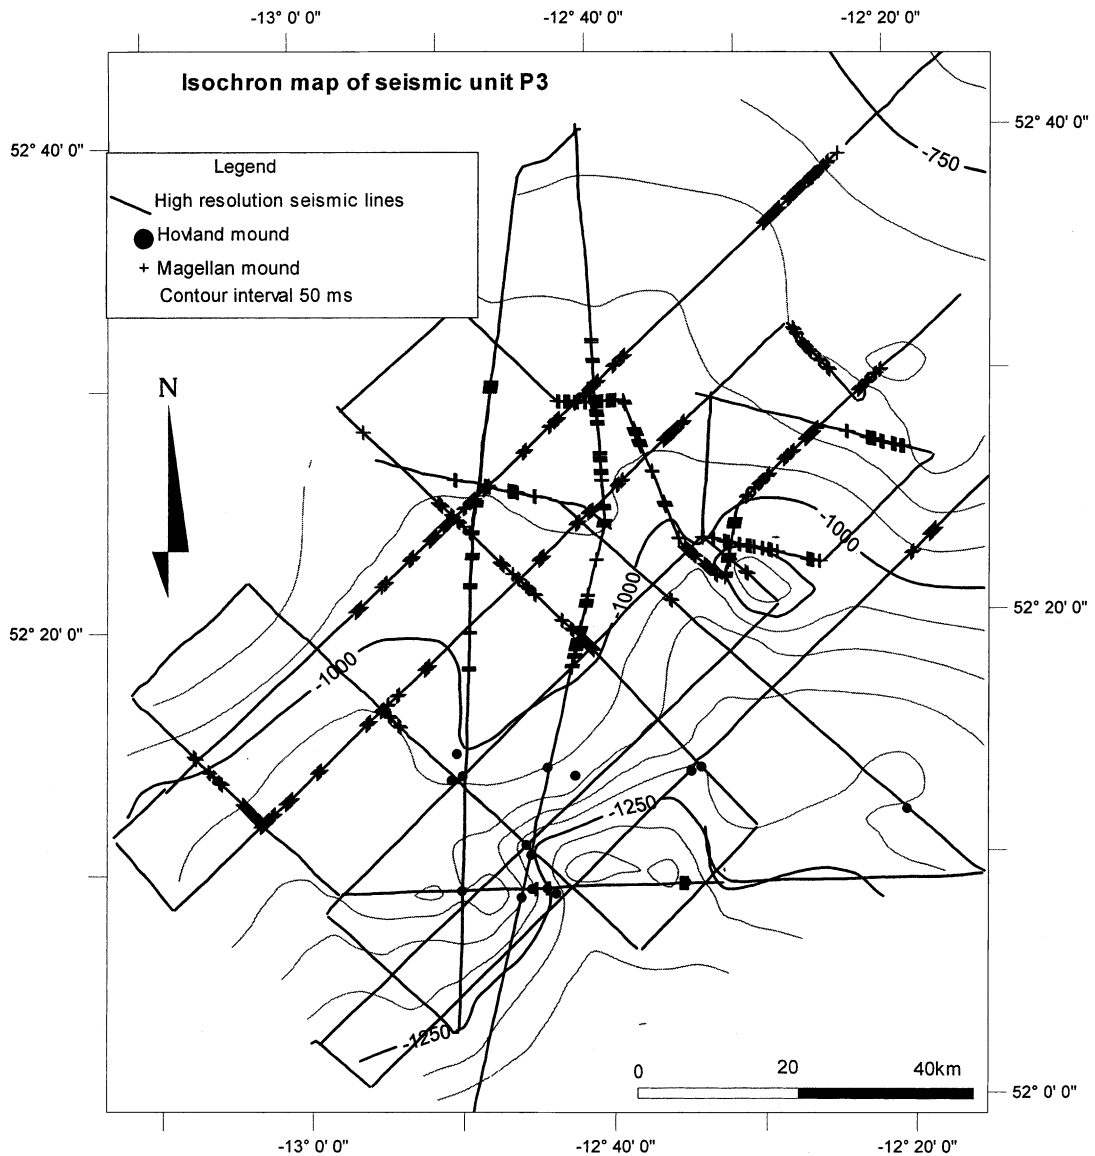 -13° 0' 0" -12° 40' 0" -12° 20' 0"
Isochron map of seismic unit P3
52° 40' 0" 52° 40' 0"
-750
Legend
High resolution seismic lines
Hovland mound
Magellan mound
Contour interval 50 ms
N
-1000
-1000
52° 20' 0" 52° 20' 0"
-1000
-1250
-1250
0 20 40km
52° 0' 0"
-13° 0' 0" -12° 40' 0" -12° 20' 0"